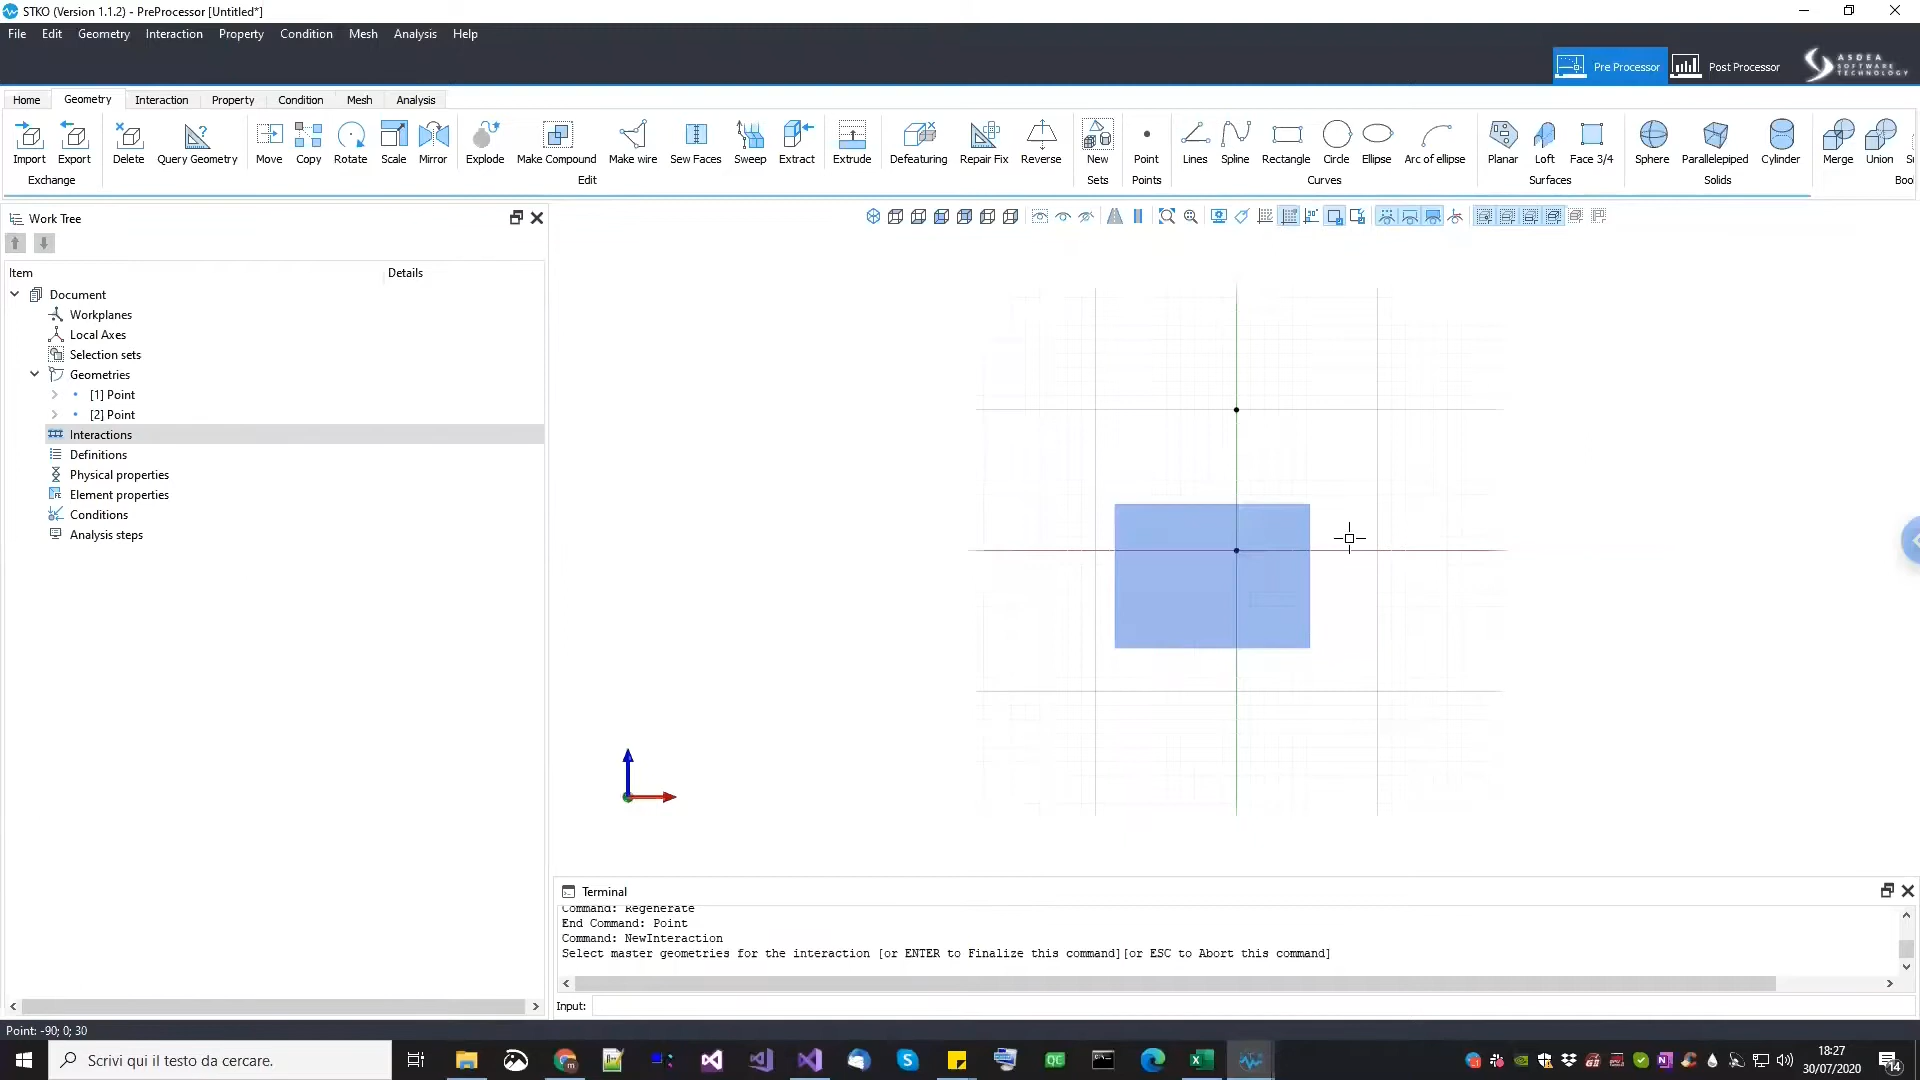 STKO (Version 1.1.2) - PreProcessor [Untitled*]
File Edit Geometry Interaction Property Condition Mesh Analysis Help
Pre Processor Post Processor ASDEA SOFTWARE TECHNOLOGY
Home Geometry Interaction Property Condition Mesh Analysis
Import Export Delete Query Geometry Move Copy Rotate Scale Mirror Explode Make Compound Make wire Sew Faces Sweep Extract Extrude Defeaturing Repair Fix Reverse New Point Lines Spline Rectangle Circle Ellipse Arc of ellipse Planar Loft Face 3/4 Sphere Parallelepiped Cylinder Merge Union
Exchange Edit Sets Points Curves Surfaces Solids Boo
Work Tree
Item Details
Document
Workplanes
Local Axes
Selection sets
Geometries
[1] Point
[2] Point
Interactions
Definitions
Physical properties
Element properties
Conditions
Analysis steps
Terminal
Command: Regenerate
End Command: Point
Command: NewInteraction
Select master geometries for the interaction [or ENTER to Finalize this command][or ESC to Abort this command]
Input:
Point: -90; 0; 30
Scrivi qui il testo da cercare.
18:27
30/07/2020
14